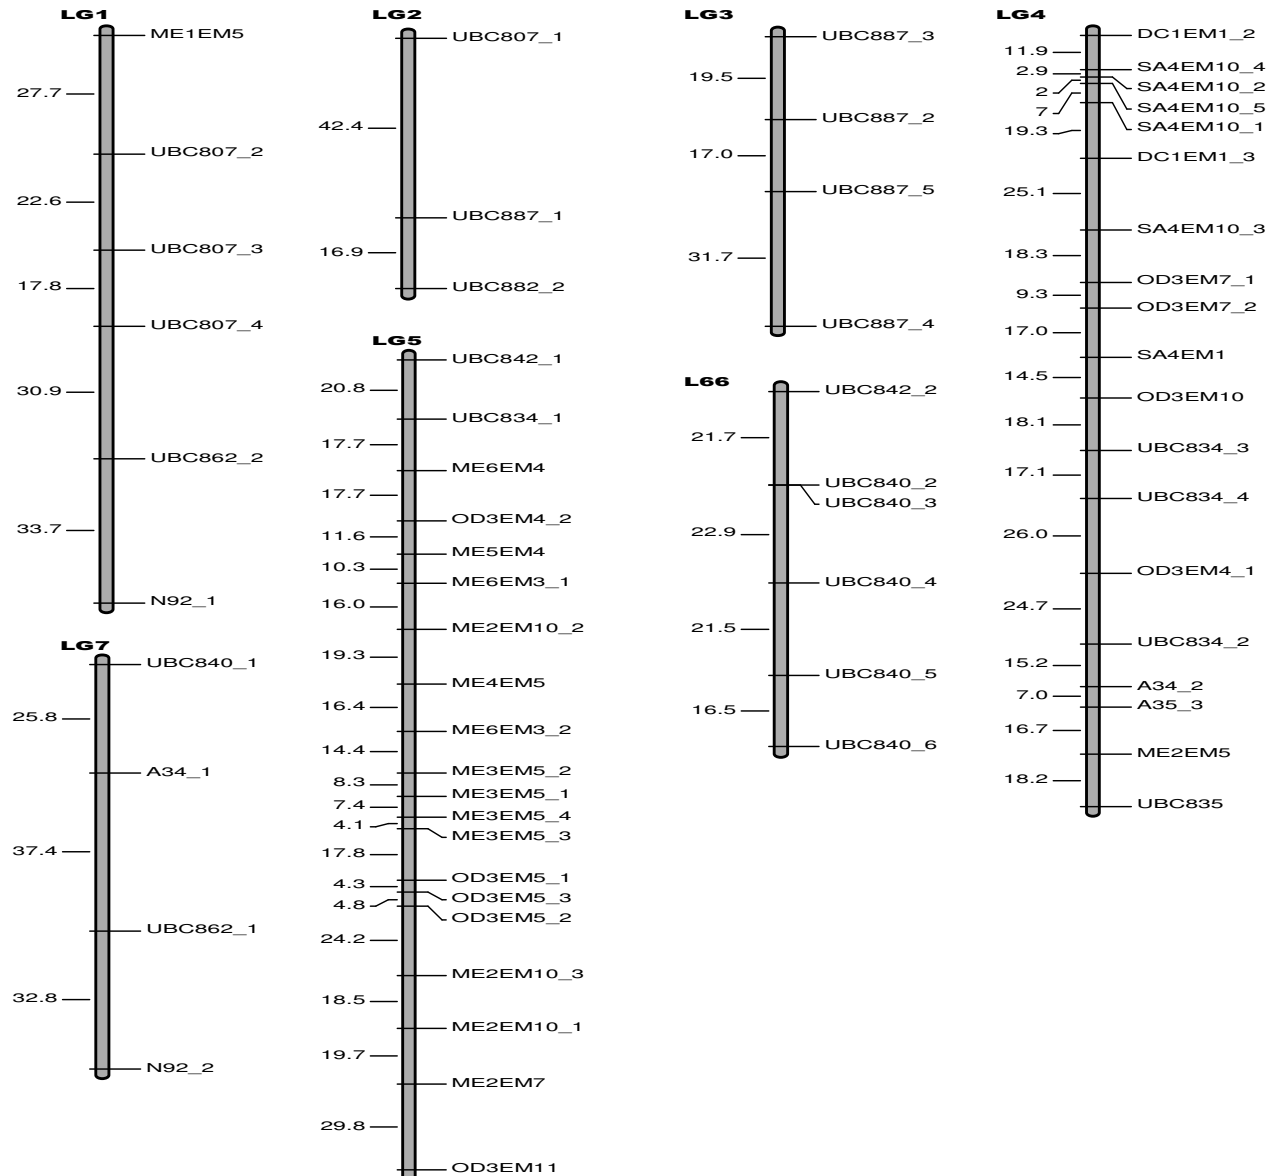 LG1
ME1EM5
27.7
UBC807_2
22.6
UBC807_3
17.8
UBC807_4
30.9
UBC862_2
33.7
N92_1
LG7
UBC840_1
25.8
A34_1
37.4
UBC862_1
32.8
N92_2
LG2
UBC807_1
42.4
UBC887_1
16.9
UBC882_2
LG5
UBC842_1
20.8
UBC834_1
17.7
ME6EM4
17.7
OD3EM4_2
11.6
ME5EM4
10.3
ME6EM3_1
16.0
ME2EM10_2
19.3
ME4EM5
16.4
ME6EM3_2
14.4
ME3EM5_2
8.3
ME3EM5_1
7.4
ME3EM5_4
4.1
ME3EM5_3
17.8
OD3EM5_1
4.3
OD3EM5_3
4.8
OD3EM5_2
24.2
ME2EM10_3
18.5
ME2EM10_1
19.7
ME2EM7
29.8
OD3EM11
LG3
UBC887_3
19.5
UBC887_2
17.0
UBC887_5
31.7
UBC887_4
L66
UBC842_2
21.7
UBC840_2
UBC840_3
22.9
UBC840_4
21.5
UBC840_5
16.5
UBC840_6
LG4
DC1EM1_2
11.9
SA4EM10_4
2.9
SA4EM10_2
2
SA4EM10_5
7
SA4EM10_1
19.3
DC1EM1_3
25.1
SA4EM10_3
18.3
OD3EM7_1
9.3
OD3EM7_2
17.0
SA4EM1
14.5
OD3EM10
18.1
UBC834_3
17.1
UBC834_4
26.0
OD3EM4_1
24.7
UBC834_2
15.2
A34_2
7.0
A35_3
16.7
ME2EM5
18.2
UBC835